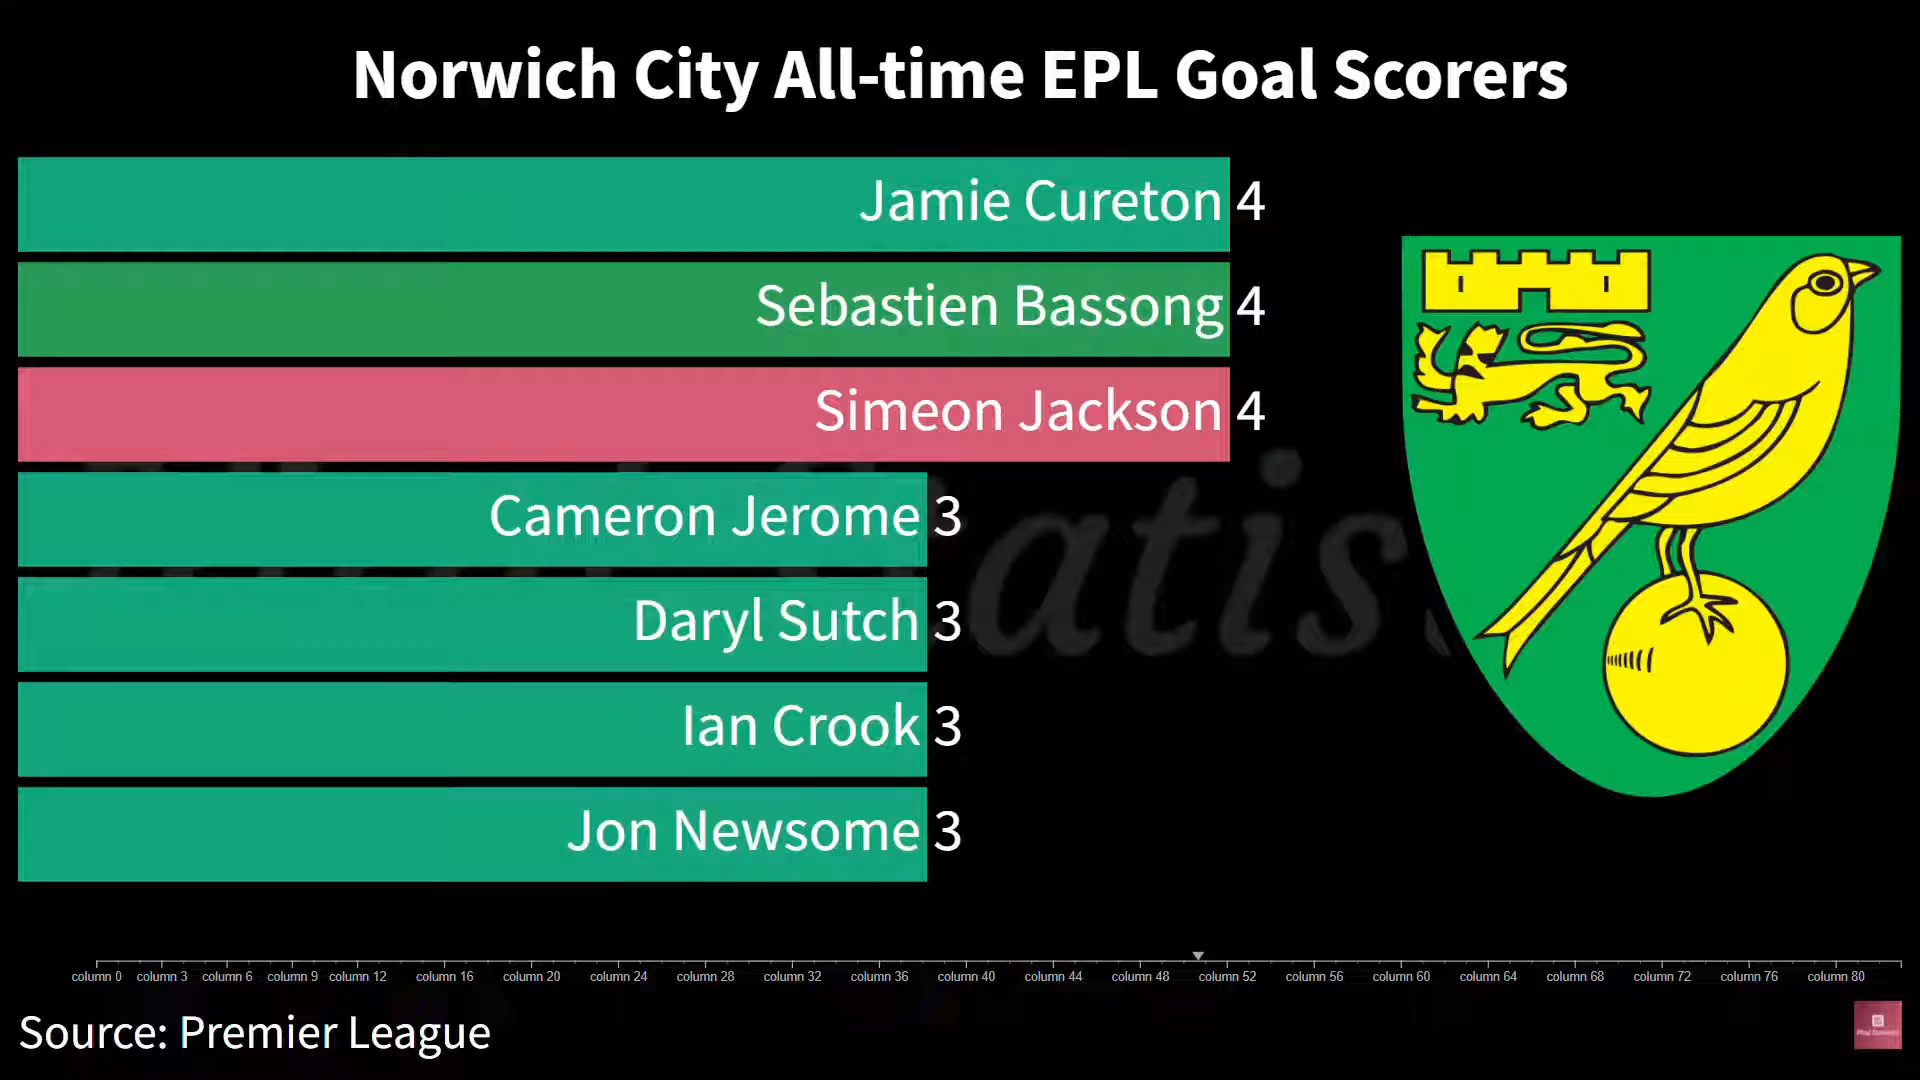 Norwich City All-time EPL Goal Scorers
Jamie Cureton 4
Sebastien Bassong 4
Simeon Jackson 4
Cameron Jerome 3
Daryl Sutch 3
Ian Crook 3
Jon Newsome 3
column 0 column 3 column 6 column 9 column 12 column 16 column 20 column 24 column 28 column 32 column 36 column 40 column 44 column 48 column 52 column 56 column 60 column 64 column 68 column 72 column 76 column 80
Source: Premier League